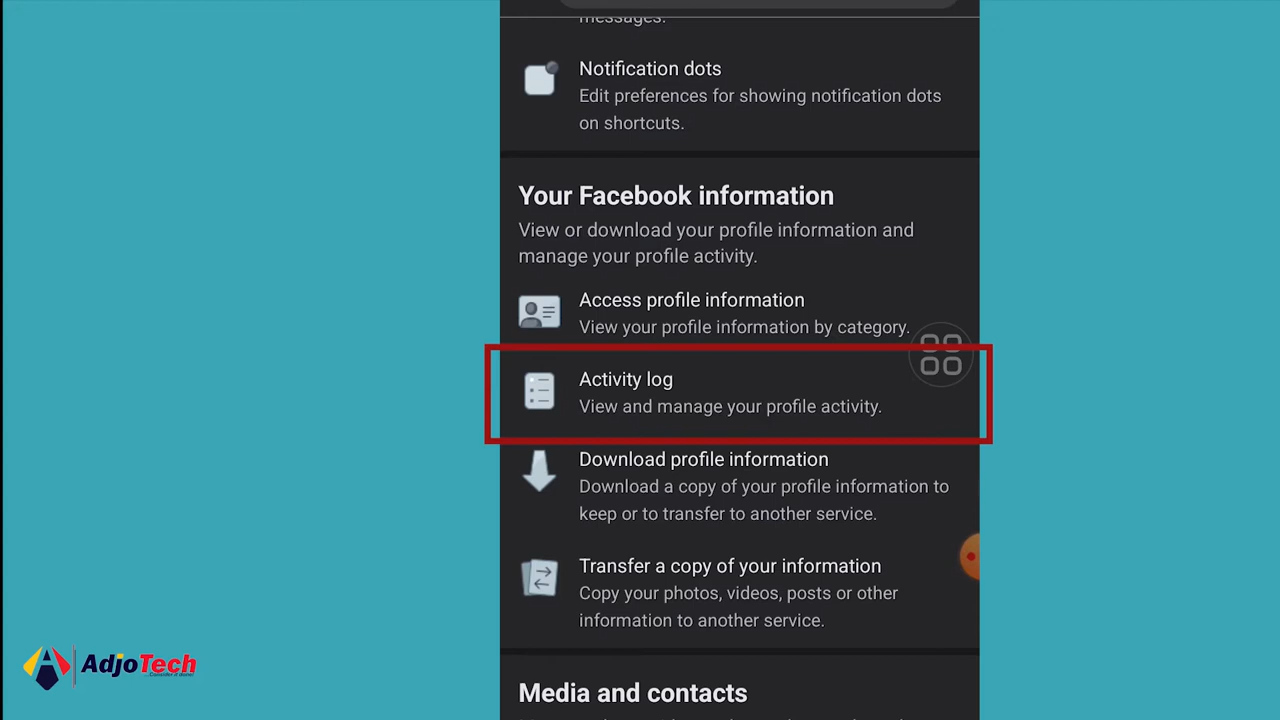 messages.
Notification dots
Edit preferences for showing notification dots
on shortcuts.
Your Facebook information
View or download your profile information and
manage your profile activity.
Access profile information
View your profile information by category.
Activity log
View and manage your profile activity.
Download profile information
Download a copy of your profile information to
keep or to transfer to another service.
Transfer a copy of your information
Copy your photos, videos, posts or other
information to another service.
Media and contacts
AdjoTech